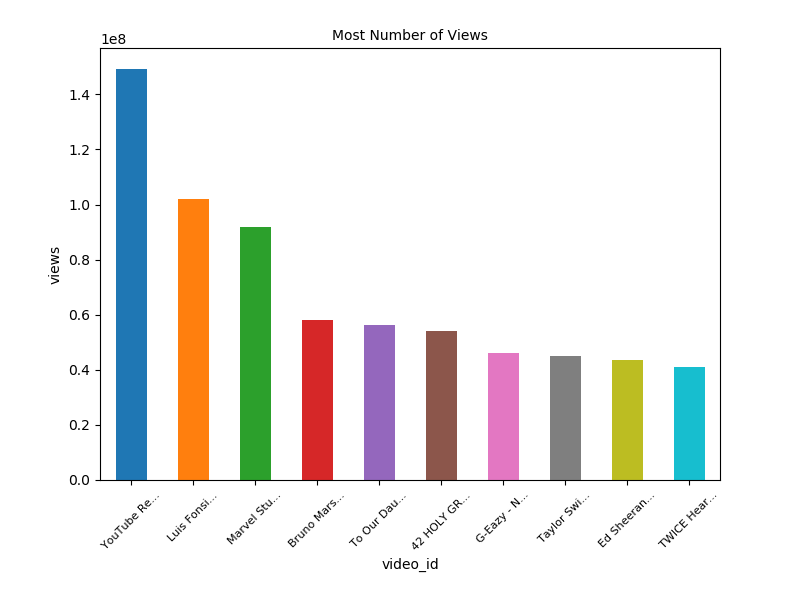 Most Number of Views
1e8
1.4
1.2
1.0
0.8
0.6
0.4
0.2
0.0
views
YouTube Re...
Luis Fonsi...
Marvel Stu...
Bruno Mars...
To Our Dau...
42 HOLY GR...
G-Eazy - N...
Taylor Swi...
Ed Sheeran...
TWICE Hear...
video_id